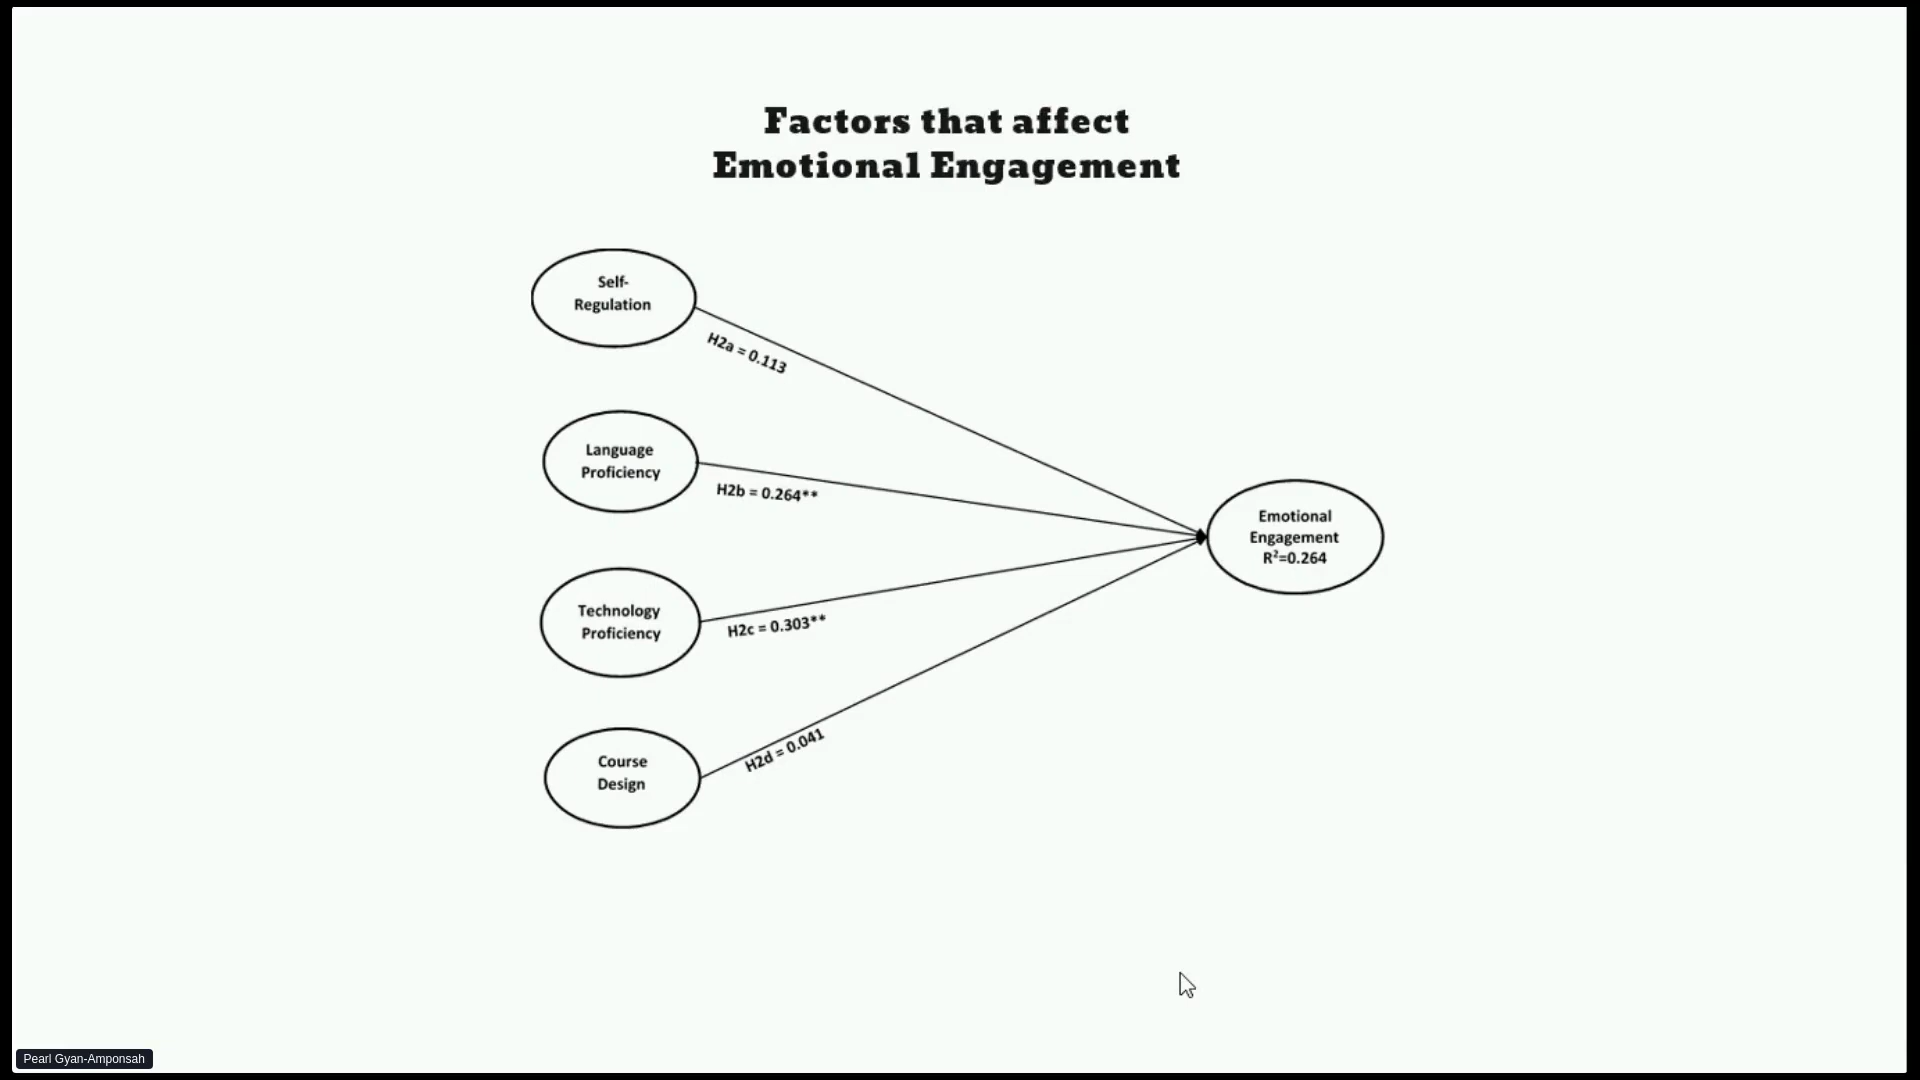 Factors that affect
Emotional Engagement
Self-
Regulation
H2a = 0.113
Language
Proficiency
H2b = 0.264**
Technology
Proficiency
H2c = 0.303**
Course
Design
H2d = 0.041
Emotional
Engagement
R²=0.264
Pearl Gyan-Amponsah